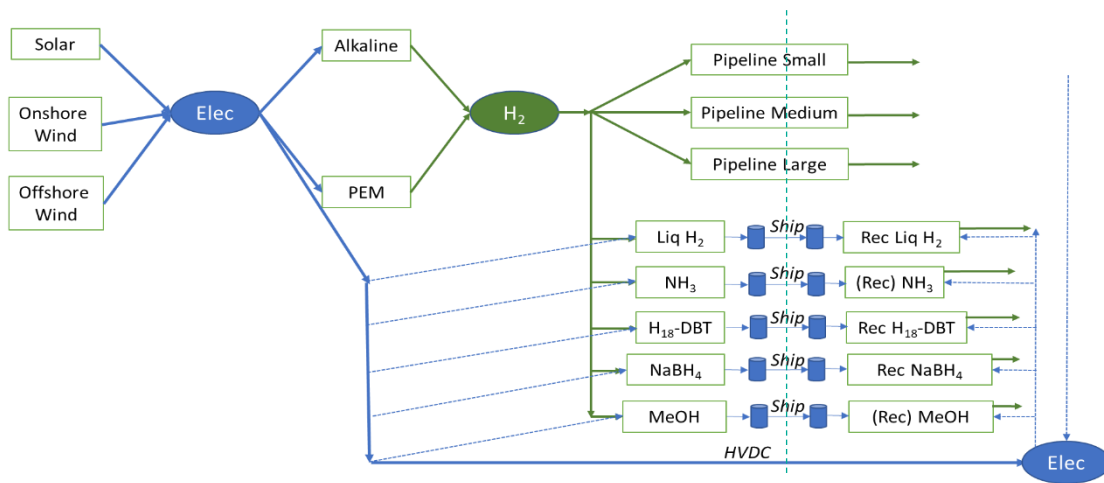 Solar
Onshore
Wind
Offshore
Wind
Elec
Alkaline
PEM
H₂
Pipeline Small
Pipeline Medium
Pipeline Large
Liq H₂
Ship
Rec Liq H₂
NH₃
Ship
(Rec) NH₃
H₁₈-DBT
Ship
Rec H₁₈-DBT
NaBH₄
Ship
Rec NaBH₄
MeOH
Ship
(Rec) MeOH
HVDC
Elec